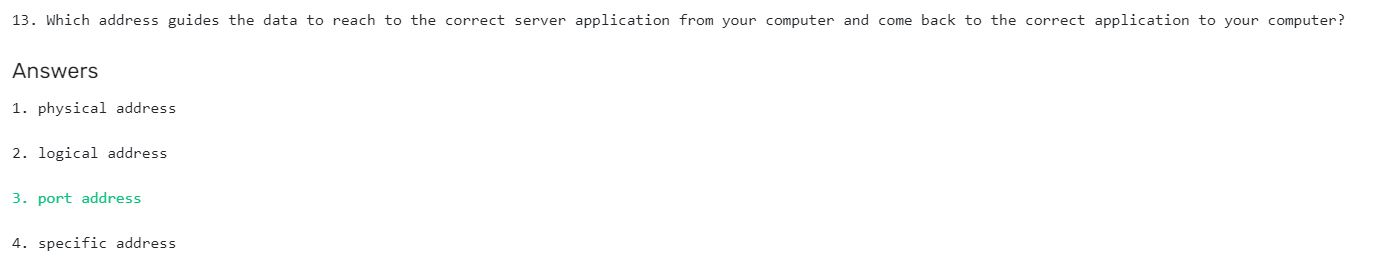 13. Which address guides the data to reach to the correct server application from your computer and come back to the correct application to your computer?
Answers
1. physical address
2. logical address
3. port address
4. specific address